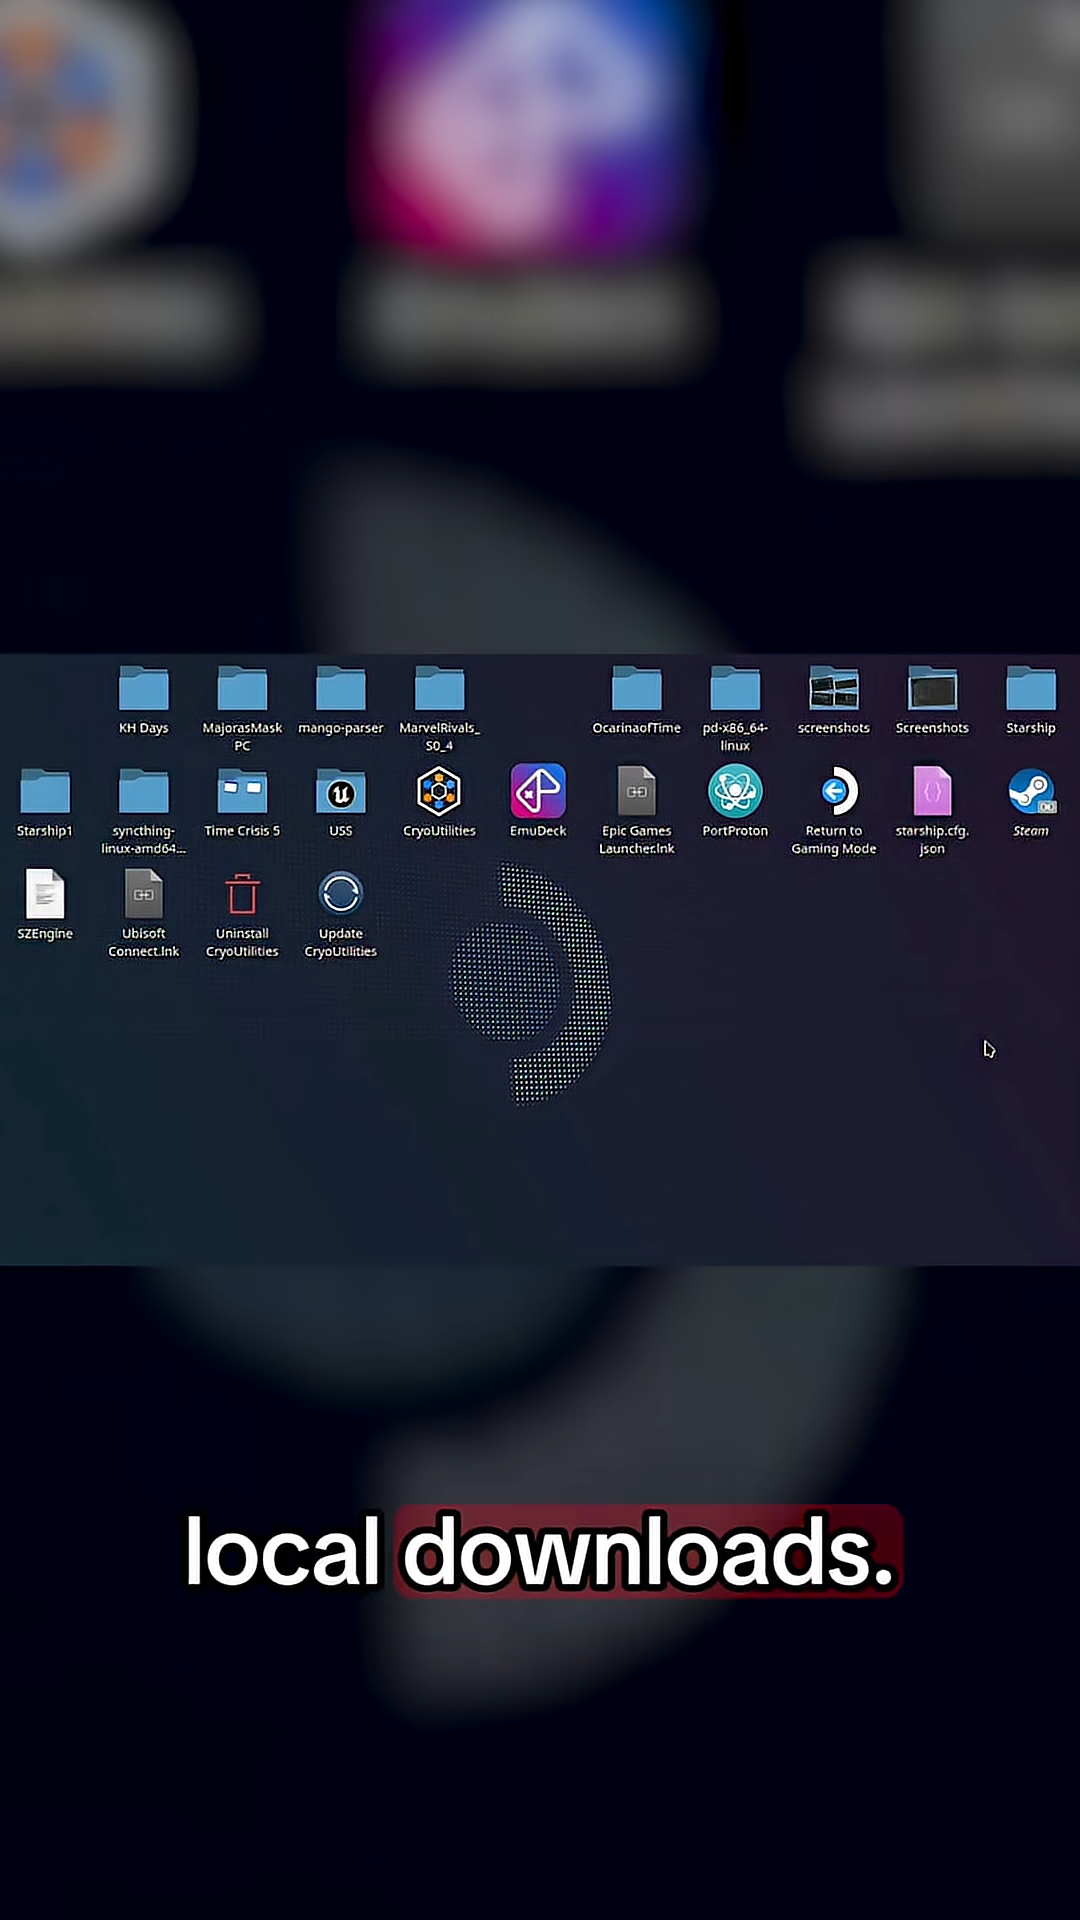 KH Days
MajorasMask
PC
mango-parser
MarvelRivals_
S0_4
OcarinaofTime
pd-x86_64-
linux
screenshots
Screenshots
Starship
Starship1
syncthing-
linux-amd64...
Time Crisis 5
USS
CryoUtilities
EmuDeck
Epic Games
Launcher.lnk
PortProton
Return to
Gaming Mode
starship.cfg.
json
Steam
SZEngine
Ubisoft
Connect.lnk
Uninstall
CryoUtilities
Update
CryoUtilities
local downloads.